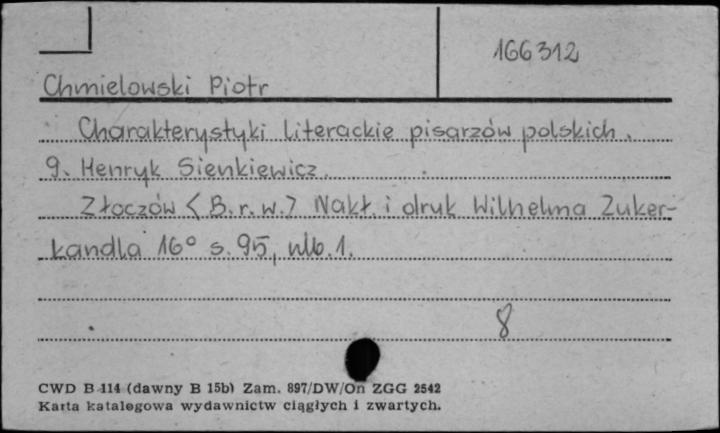 166312
Chmielowski Piotr
Charakterystyki literackie pisarzów polskich.
9. Henryk Sienkiewicz.
Złoczów <B.r.w.> Nakł. i druk Wilhelma Zuker-
kandla 16° s. 95, nlb. 1.
8
CWD B-114 (dawny B 15b) Zam. 897/DW/On ZGG 2542
Karta katalogowa wydawnictw ciągłych i zwartych.